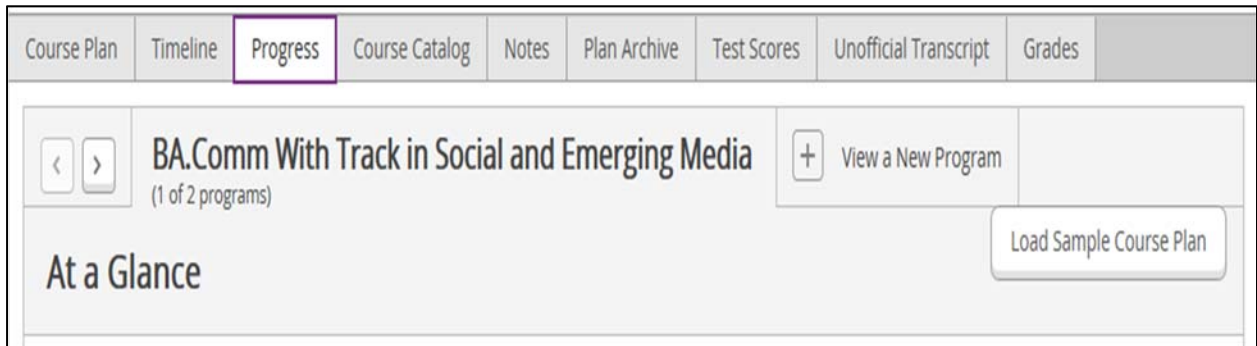 Course Plan Timeline Progress Course Catalog Notes Plan Archive Test Scores Unofficial Transcript Grades
< > BA.Comm With Track in Social and Emerging Media + View a New Program
(1 of 2 programs)
Load Sample Course Plan
At a Glance